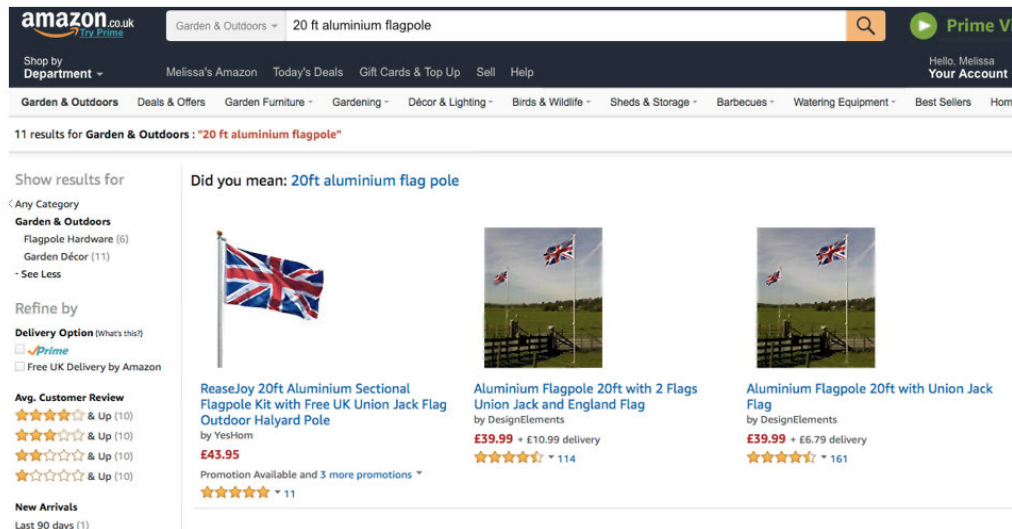 amazon.co.uk
Try Prime
Garden & Outdoors
20 ft aluminium flagpole
Prime Vi
Shop by
Department
Melissa's Amazon Today's Deals Gift Cards & Top Up Sell Help
Hello, Melissa
Your Account
Garden & Outdoors Deals & Offers Garden Furniture Gardening Décor & Lighting Birds & Wildlife Sheds & Storage Barbecues Watering Equipment Best Sellers Hom
11 results for Garden & Outdoors : "20 ft aluminium flagpole"
Show results for
Any Category
Garden & Outdoors
Flagpole Hardware (6)
Garden Décor (11)
- See Less
Refine by
Delivery Option (What's this?)
Prime
Free UK Delivery by Amazon
Avg. Customer Review
& Up (10)
& Up (10)
& Up (10)
& Up (10)
New Arrivals
Last 90 days (1)
Did you mean: 20ft aluminium flag pole
ReaseJoy 20ft Aluminium Sectional
Flagpole Kit with Free UK Union Jack Flag
Outdoor Halyard Pole
by YesHom
£43.95
Promotion Available and 3 more promotions
11
Aluminium Flagpole 20ft with 2 Flags
Union Jack and England Flag
by DesignElements
£39.99 + £10.99 delivery
114
Aluminium Flagpole 20ft with Union Jack
Flag
by DesignElements
£39.99 + £6.79 delivery
161